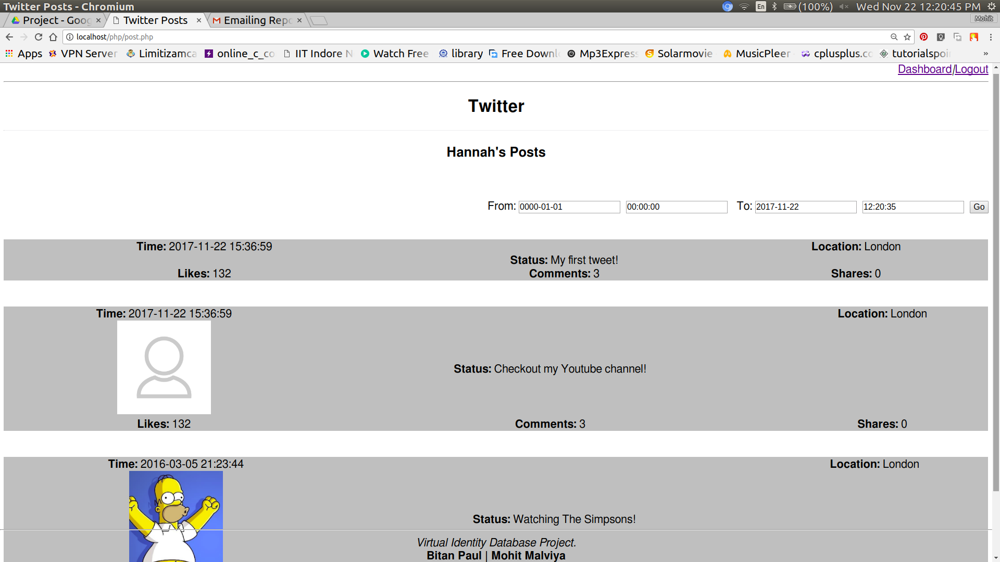 Twitter Posts - Chromium
En (100%) Wed Nov 22 12:20:45 PM
Project - Goog Twitter Posts Emailing Repo Mohit
localhost/php/post.php
Apps VPN Server Limitizamca online_c_co IIT Indore N Watch Free library Free Downl Mp3Express Solarmovie MusicPleer cplusplus.co tutorialspoin »
Dashboard/Logout
Twitter
Hannah's Posts
From: 0000-01-01 00:00:00 To: 2017-11-22 12:20:35 Go
Time: 2017-11-22 15:36:59 Location: London
Status: My first tweet!
Likes: 132 Comments: 3 Shares: 0
Time: 2017-11-22 15:36:59 Location: London
Status: Checkout my Youtube channel!
Likes: 132 Comments: 3 Shares: 0
Time: 2016-03-05 21:23:44 Location: London
Status: Watching The Simpsons!
Virtual Identity Database Project.
Bitan Paul | Mohit Malviya